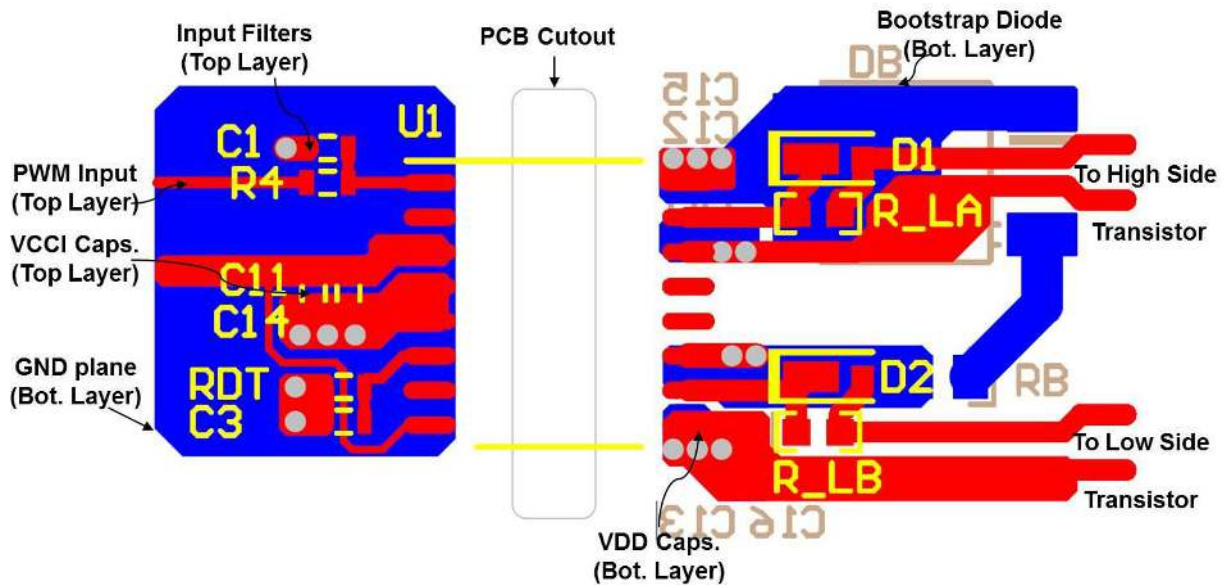 Input Filters
(Top Layer)
PCB Cutout
Bootstrap Diode
(Bot. Layer)
DB
C15
C12
U1
C1
D1
PWM Input
(Top Layer)
R4
To High Side
R_LA
Transistor
VCCI Caps.
(Top Layer)
C11
C14
GND plane
(Bot. Layer)
RDT
C3
D2
RB
To Low Side
R_LB
Transistor
C13
C16
VDD Caps.
(Bot. Layer)